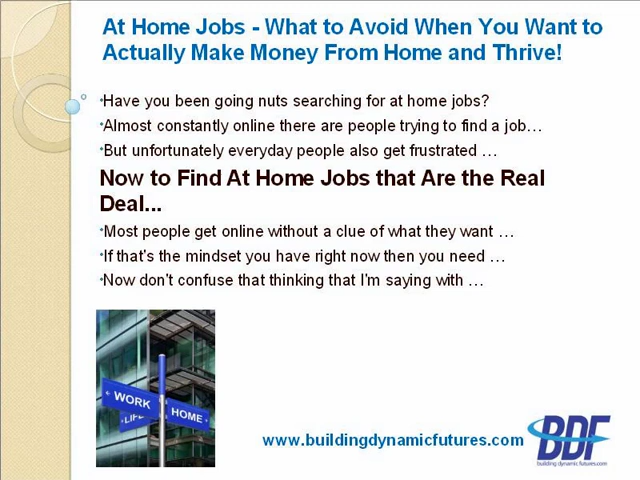 At Home Jobs - What to Avoid When You Want to
Actually Make Money From Home and Thrive!
•Have you been going nuts searching for at home jobs?
•Almost constantly online there are people trying to find a job…
•But unfortunately everyday people also get frustrated …
Now to Find At Home Jobs that Are the Real
Deal...
•Most people get online without a clue of what they want …
•If that's the mindset you have right now then you need …
•Now don't confuse that thinking that I'm saying with …
WORK
HOME
LIFE
www.buildingdynamicfutures.com
BDF
building dynamic futures.com